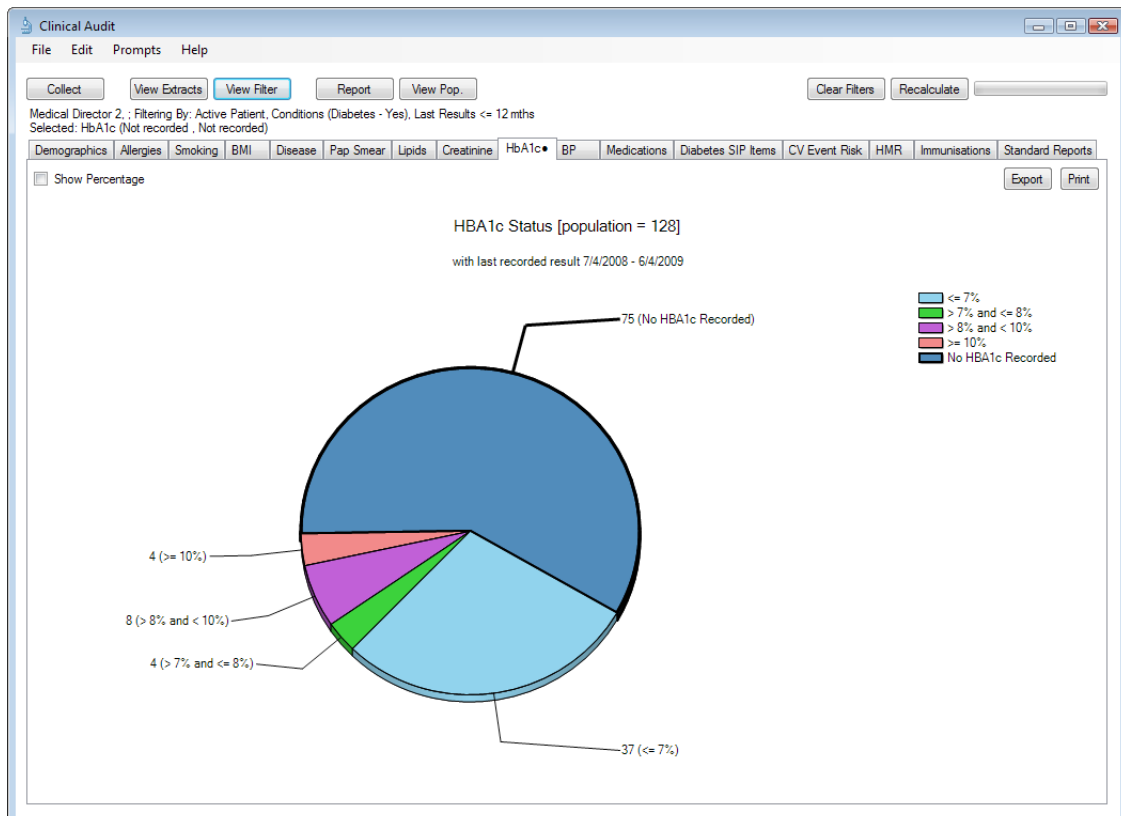 Clinical Audit
File Edit Prompts Help
Collect View Extracts View Filter Report View Pop. Clear Filters Recalculate
Medical Director 2, ; Filtering By: Active Patient, Conditions (Diabetes - Yes), Last Results <= 12 mths
Selected: HbA1c (Not recorded , Not recorded)
Demographics Allergies Smoking BMI Disease Pap Smear Lipids Creatinine HbA1c● BP Medications Diabetes SIP Items CV Event Risk HMR Immunisations Standard Reports
Show Percentage Export Print
HBA1c Status [population = 128]
with last recorded result 7/4/2008 - 6/4/2009
<= 7%
> 7% and <= 8%
> 8% and < 10%
>= 10%
No HBA1c Recorded
75 (No HBA1c Recorded)
4 (>= 10%)
8 (> 8% and < 10%)
4 (> 7% and <= 8%)
37 (<= 7%)